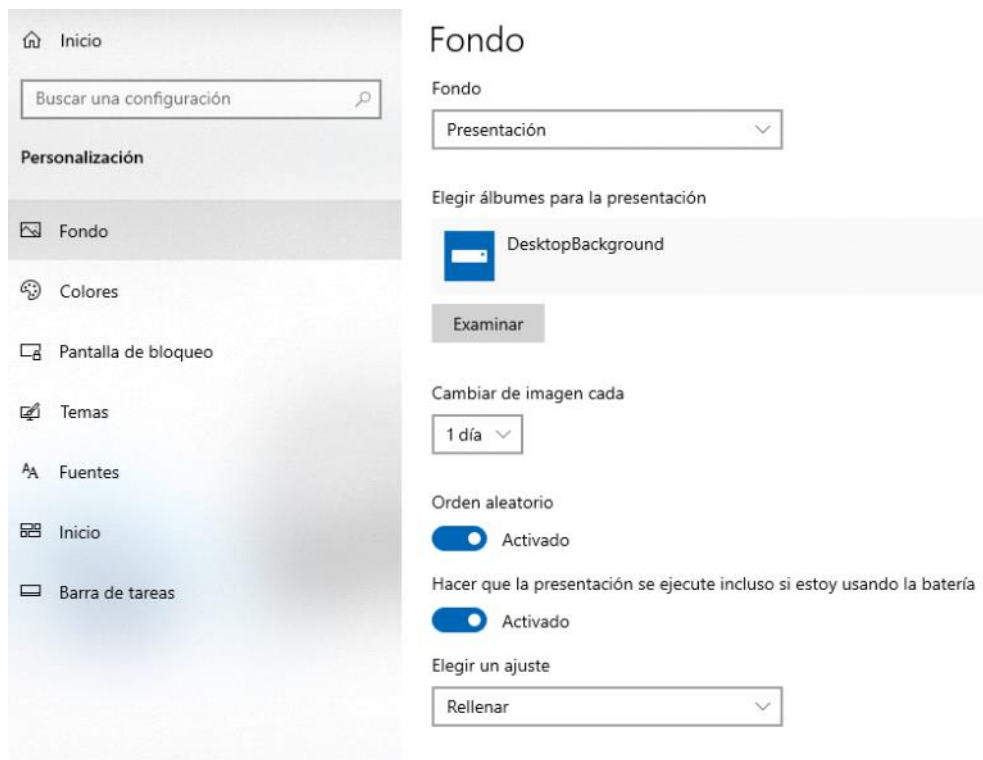 Inicio
Buscar una configuración
Personalización
Fondo
Colores
Pantalla de bloqueo
Temas
Fuentes
Inicio
Barra de tareas
Fondo
Fondo
Presentación
Elegir álbumes para la presentación
DesktopBackground
Examinar
Cambiar de imagen cada
1 día
Orden aleatorio
Activado
Hacer que la presentación se ejecute incluso si estoy usando la batería
Activado
Elegir un ajuste
Rellenar